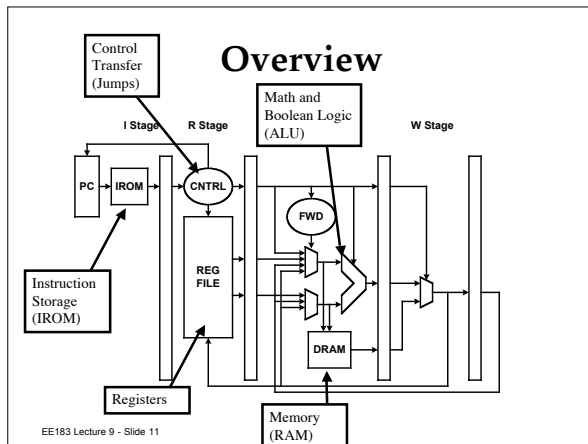 Overview
Control
Transfer
(Jumps)
Math and
Boolean Logic
(ALU)
I Stage
R Stage
W Stage
PC
IROM
CNTRL
FWD
REG
FILE
Instruction
Storage
(IROM)
DRAM
Registers
Memory
(RAM)
EE183 Lecture 9 - Slide 11